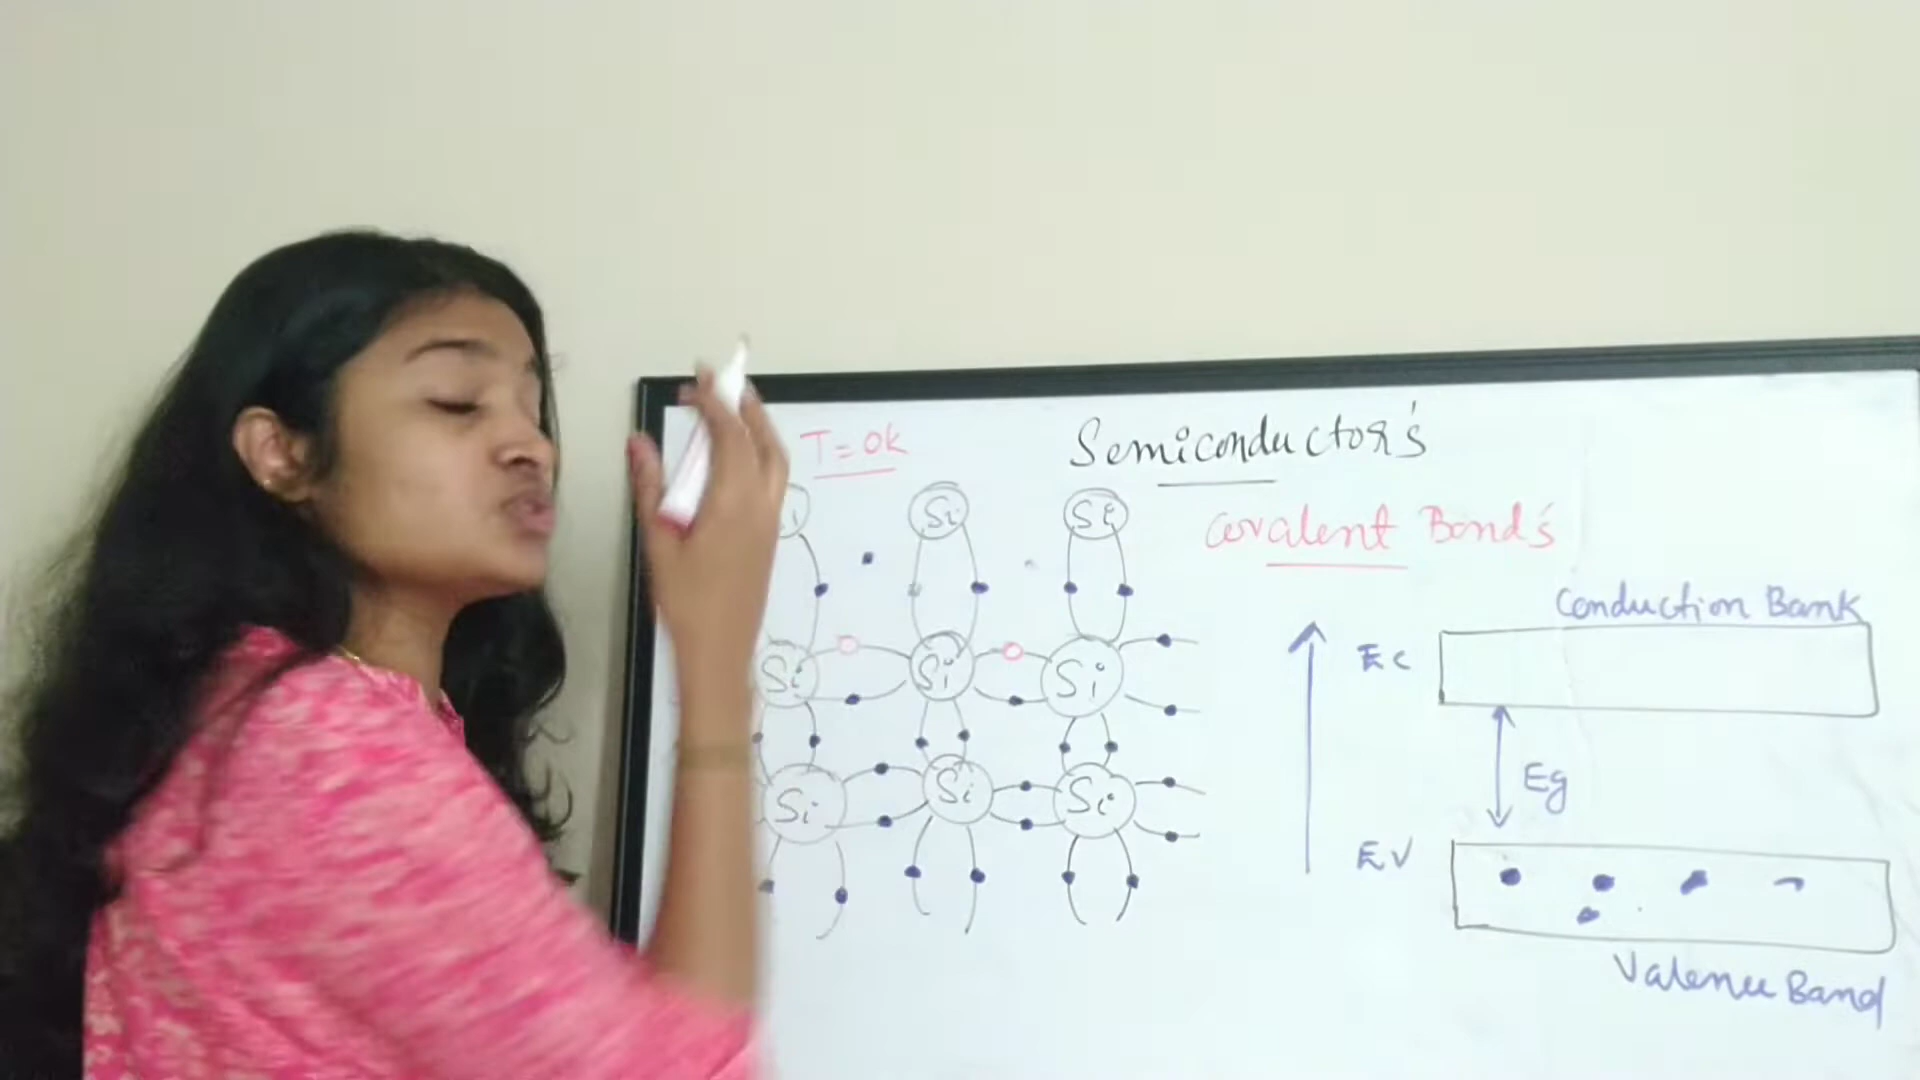 T=0k
Semiconductor's
Covalent Bond's
Si Si
Conduction Bank
Ec
Si Si Si
Eg
Si Si Si
EV
Valence Band